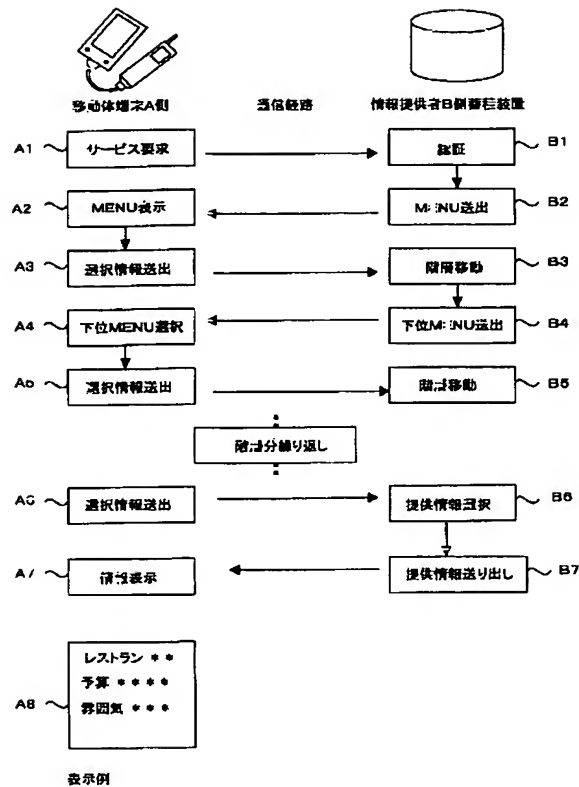 移動体端末A側 通信経路 情報提供者B側蓄積装置
A1 サービス要求 認証 B1
A2 MENU表示 MENU送出 B2
A3 選択情報送出 階層移動 B3
A4 下位MENU選択 下位MENU送出 B4
A5 選択情報送出 階層移動 B5
階層分繰り返し
A6 選択情報送出 提供情報選択 B6
A7 情報表示 提供情報送り出し B7
レストラン * *
予算 * * * *
A8 雰囲気 * * *
表示例